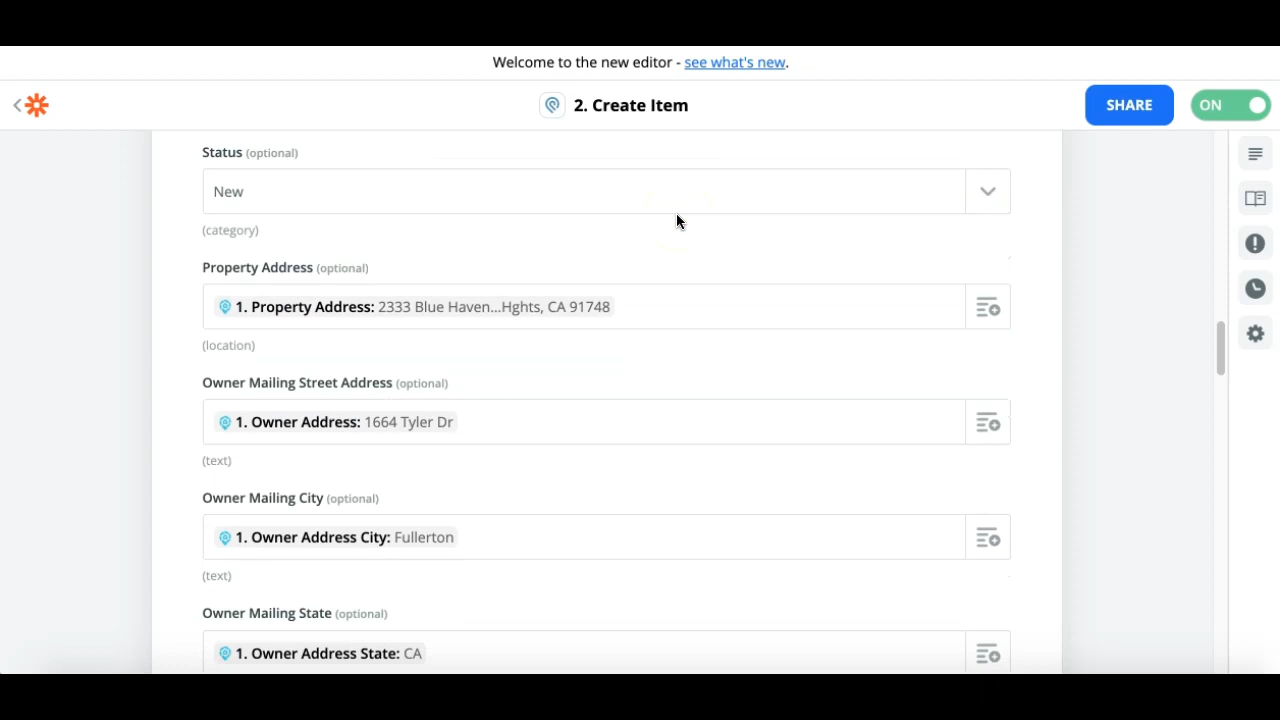 Welcome to the new editor - see what's new.
2. Create Item
SHARE
ON
Status (optional)
New
(category)
Property Address (optional)
1. Property Address: 2333 Blue Haven...Hghts, CA 91748
(location)
Owner Mailing Street Address (optional)
1. Owner Address: 1664 Tyler Dr
(text)
Owner Mailing City (optional)
1. Owner Address City: Fullerton
(text)
Owner Mailing State (optional)
1. Owner Address State: CA